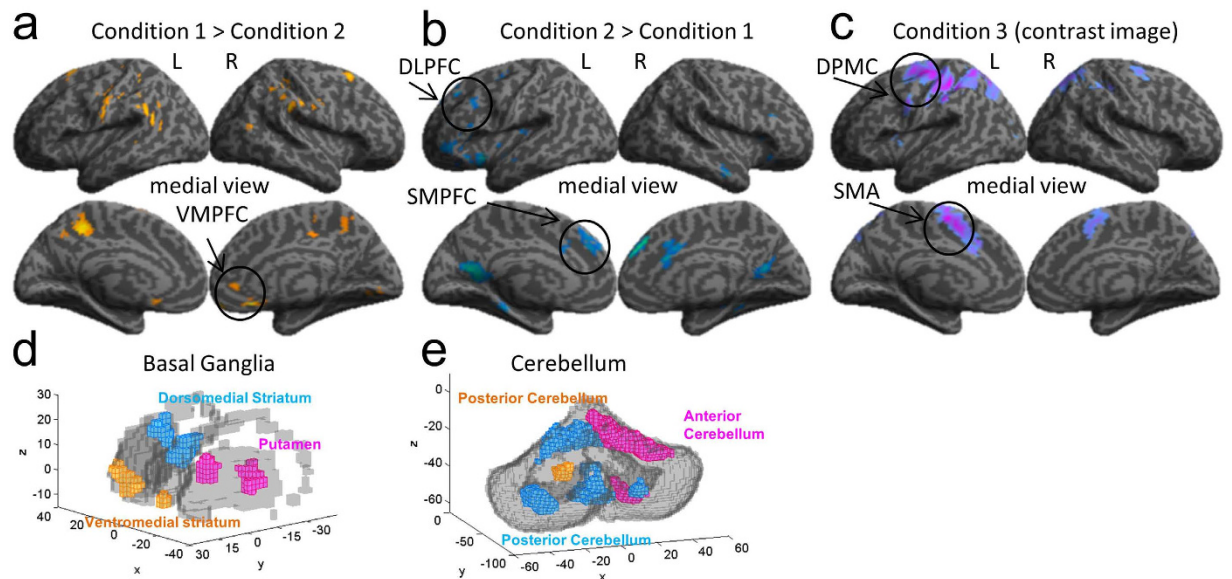 a
Condition 1 > Condition 2
L R
medial view
VMPFC
b
Condition 2 > Condition 1
DLPFC
L R
medial view
SMPFC
c
Condition 3 (contrast image)
DPMC
L R
medial view
SMA
d
Basal Ganglia
Dorsomedial Striatum
Putamen
Ventromedial striatum
30
20
10
0
-10
z
40
20
0
-20
-40
x
30
15
0
-15
-30
y
e
Cerebellum
Posterior Cerebellum
Anterior
Cerebellum
Posterior Cerebellum
0
-20
-40
-60
z
0
-50
-100
y
-60 -40 -20 0 20 40 60
x